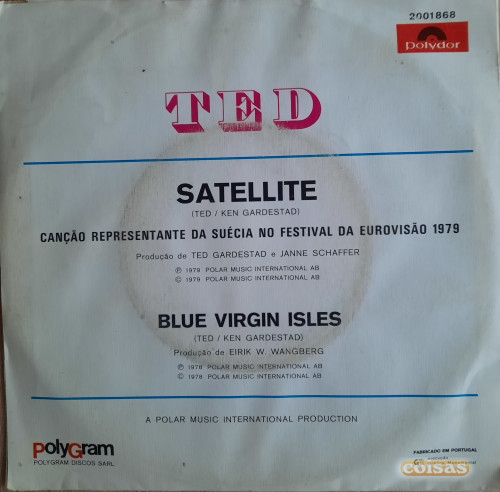 2001868
Polydor
TED
SATELLITE
(TED / KEN GARDESTAD)
CANÇÃO REPRESENTANTE DA SUÉCIA NO FESTIVAL DA EUROVISÃO 1979
Produção de TED GARDESTAD e JANNE SCHAFFER
℗ 1979 POLAR MUSIC INTERNATIONAL AB
© 1979 POLAR MUSIC INTERNATIONAL AB
BLUE VIRGIN ISLES
(TED / KEN GARDESTAD)
Produção de EIRIK W. WANGBERG
℗ 1978 POLAR MUSIC INTERNATIONAL AB
© 1978 POLAR MUSIC INTERNATIONAL AB
A POLAR MUSIC INTERNATIONAL PRODUCTION
polyGram
POLYGRAM DISCOS SARL
FABRICADO EM PORTUGAL
coisas